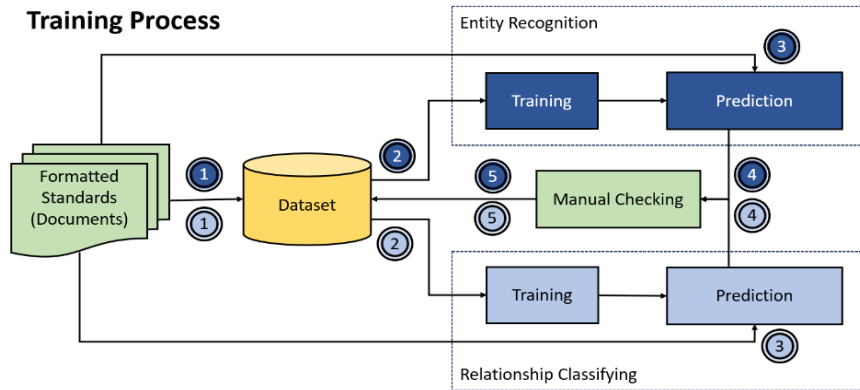 Training Process
Entity Recognition
3
Training
Prediction
Formatted
Standards
(Documents)
1
1
Dataset
2
2
5
5
Manual Checking
4
4
Training
Prediction
3
Relationship Classifying